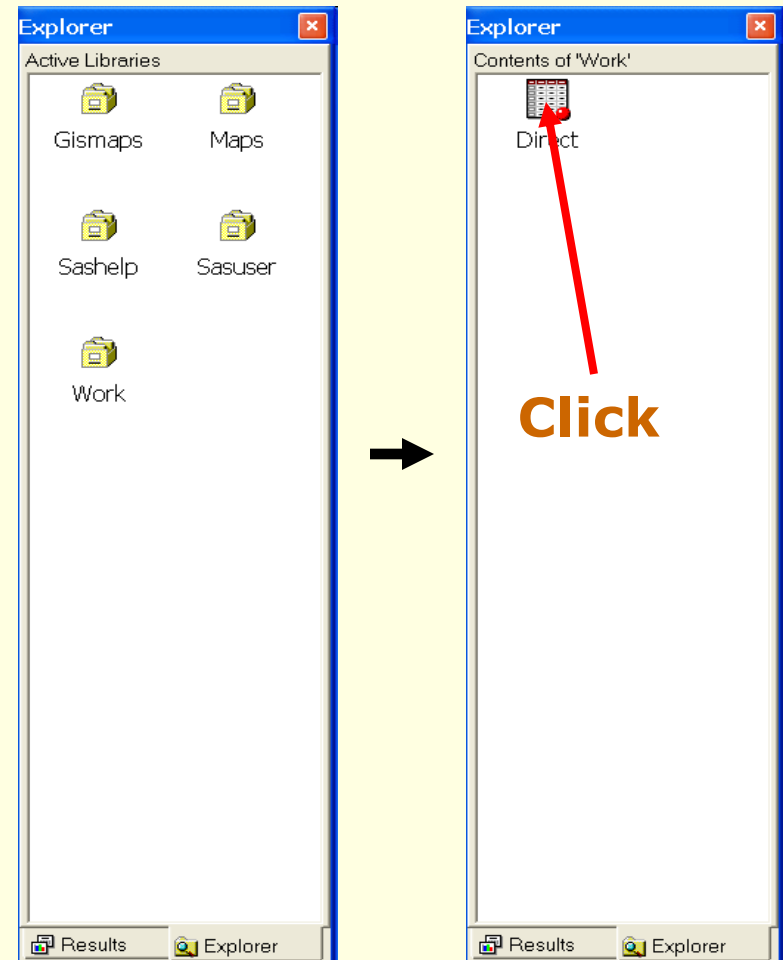 Explorer
Active Libraries
Gismaps Maps
Sashelp Sasuser
Work
Results Explorer
Explorer
Contents of 'Work'
Direct
Click
Results Explorer